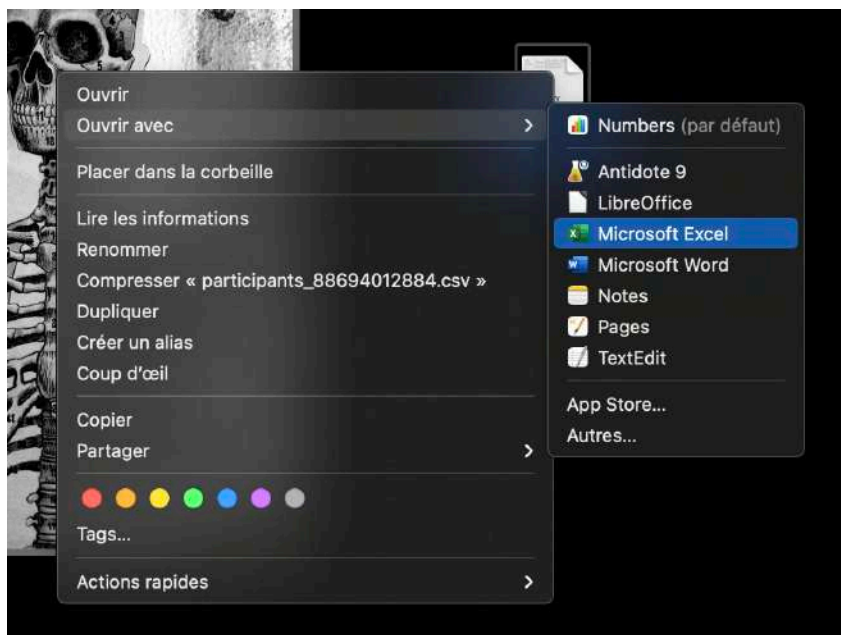 Ouvrir
Ouvrir avec
Placer dans la corbeille
Lire les informations
Renommer
Compresser « participants_88694012884.csv »
Dupliquer
Créer un alias
Coup d’œil
Copier
Partager
Tags...
Actions rapides
Numbers (par défaut)
Antidote 9
LibreOffice
Microsoft Excel
Microsoft Word
Notes
Pages
TextEdit
App Store...
Autres...